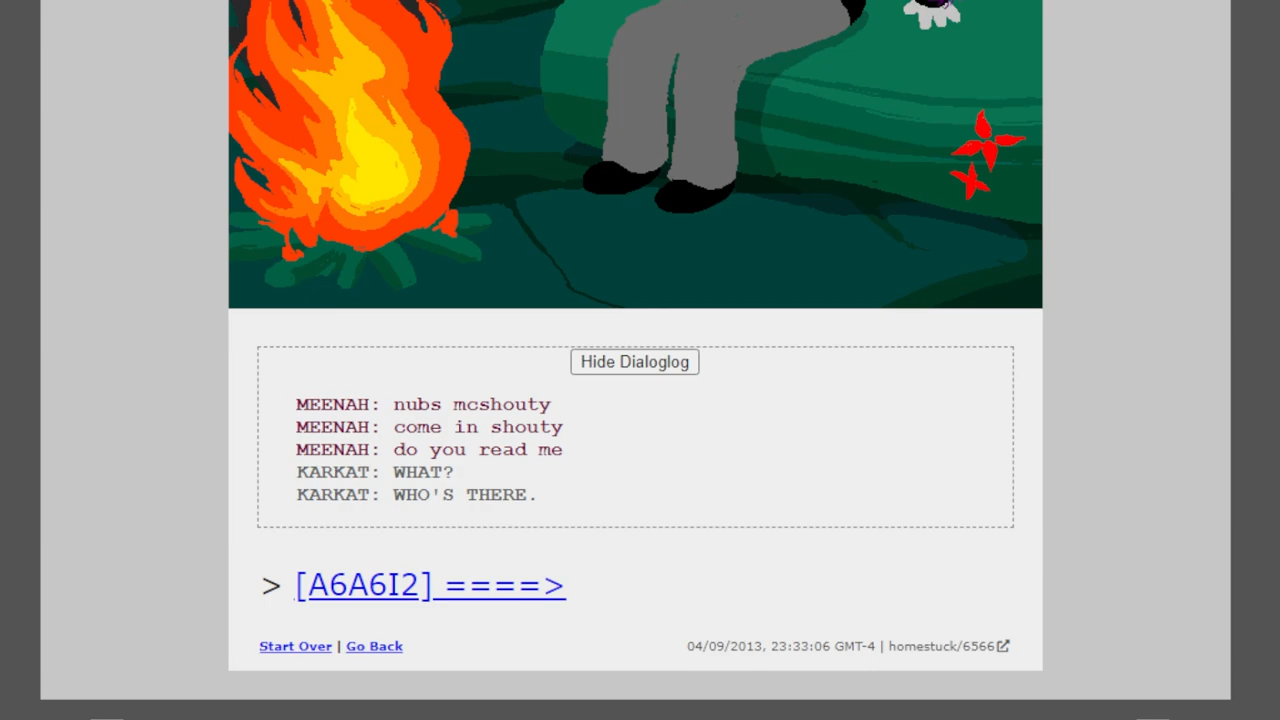 Hide Dialoglog
MEENAH: nubs mcshouty
MEENAH: come in shouty
MEENAH: do you read me
KARKAT: WHAT?
KARKAT: WHO'S THERE.
> [A6A6I2] ====>
Start Over | Go Back
04/09/2013, 23:33:06 GMT-4 | homestuck/6566